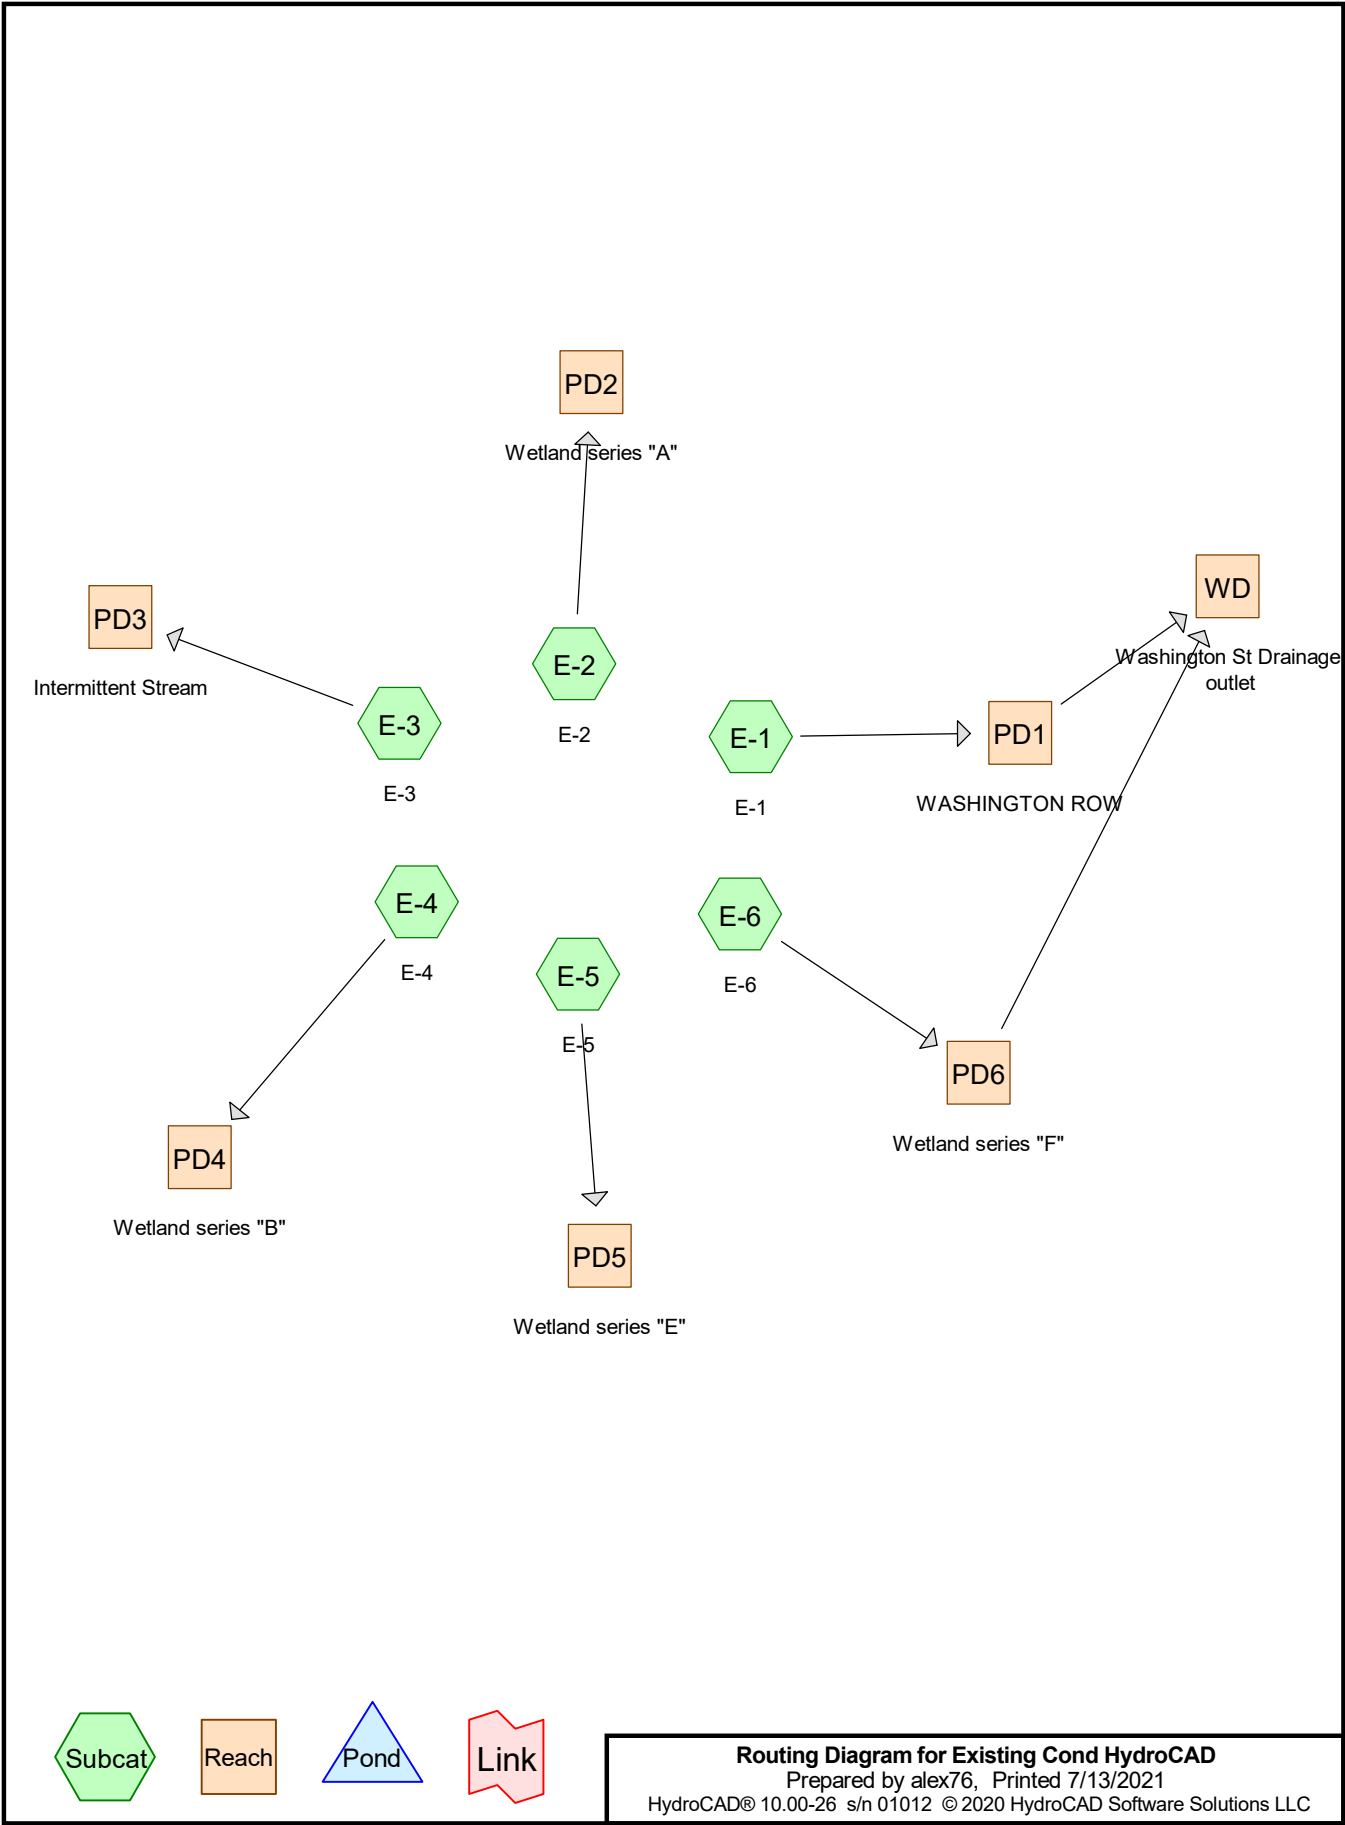 PD2
Wetland series "A"
WD
Washington St Drainage
outlet
PD3
Intermittent Stream
E-2
E-2
E-3
E-3
E-1
E-1
PD1
WASHINGTON ROW
E-4
E-4
E-6
E-6
E-5
E-5
PD6
Wetland series "F"
PD4
Wetland series "B"
PD5
Wetland series "E"
Subcat
Reach
Pond
Link
Routing Diagram for Existing Cond HydroCAD
Prepared by alex76, Printed 7/13/2021
HydroCAD® 10.00-26 s/n 01012 © 2020 HydroCAD Software Solutions LLC